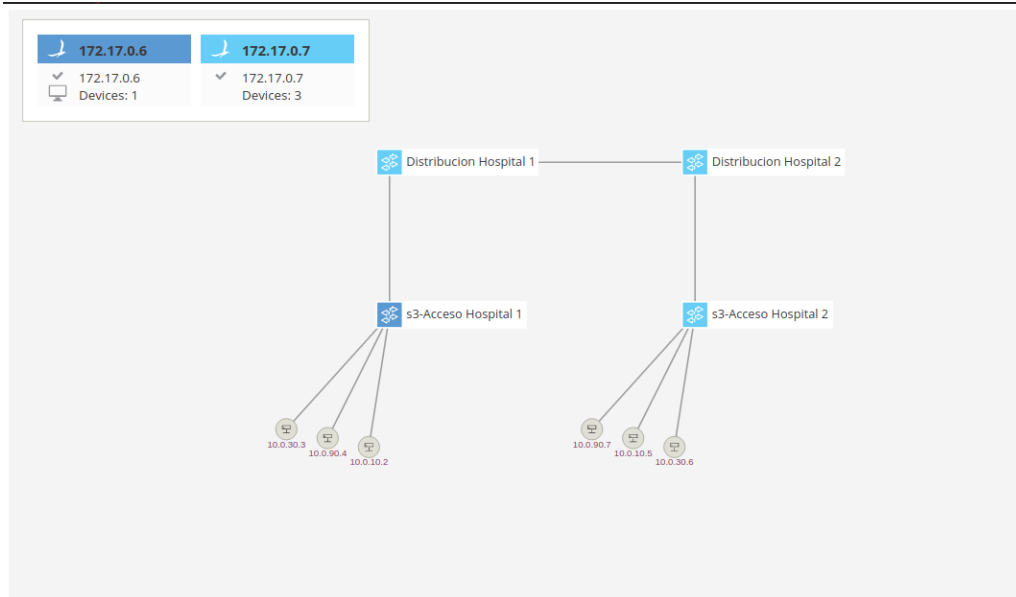 172.17.0.6
172.17.0.6
Devices: 1
172.17.0.7
172.17.0.7
Devices: 3
Distribucion Hospital 1
Distribucion Hospital 2
s3-Acceso Hospital 1
s3-Acceso Hospital 2
10.0.30.3
10.0.90.4
10.0.10.2
10.0.90.7
10.0.10.5
10.0.30.6